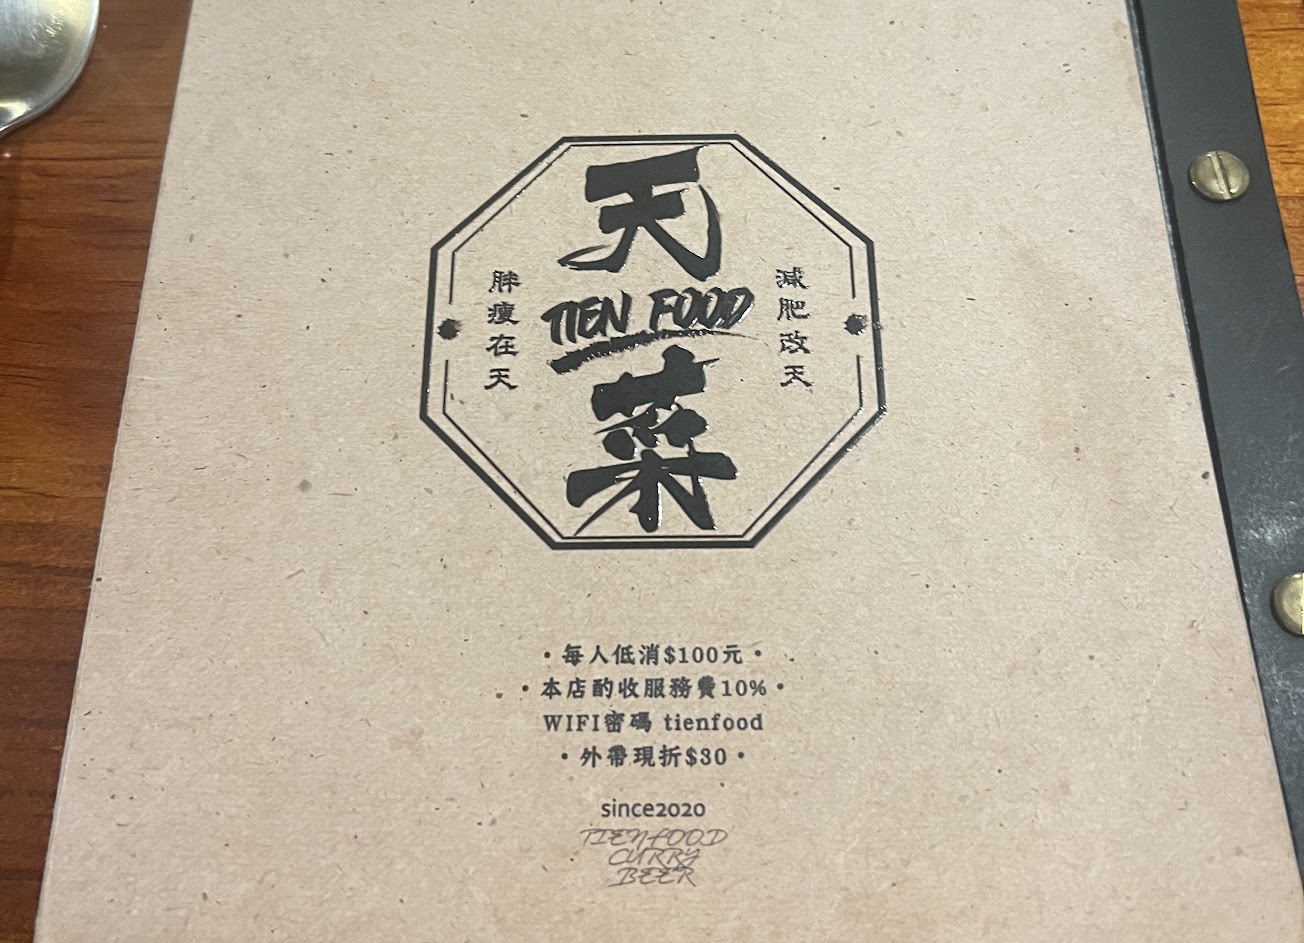 天
TIEN FOOD
菜
減肥改天
胖瘦在天
•每人低消$100元•
•本店酌收服務費10%•
WIFI密碼 tienfood
•外帶現折$30•
since2020
TIENFOOD
CURRY
BEER